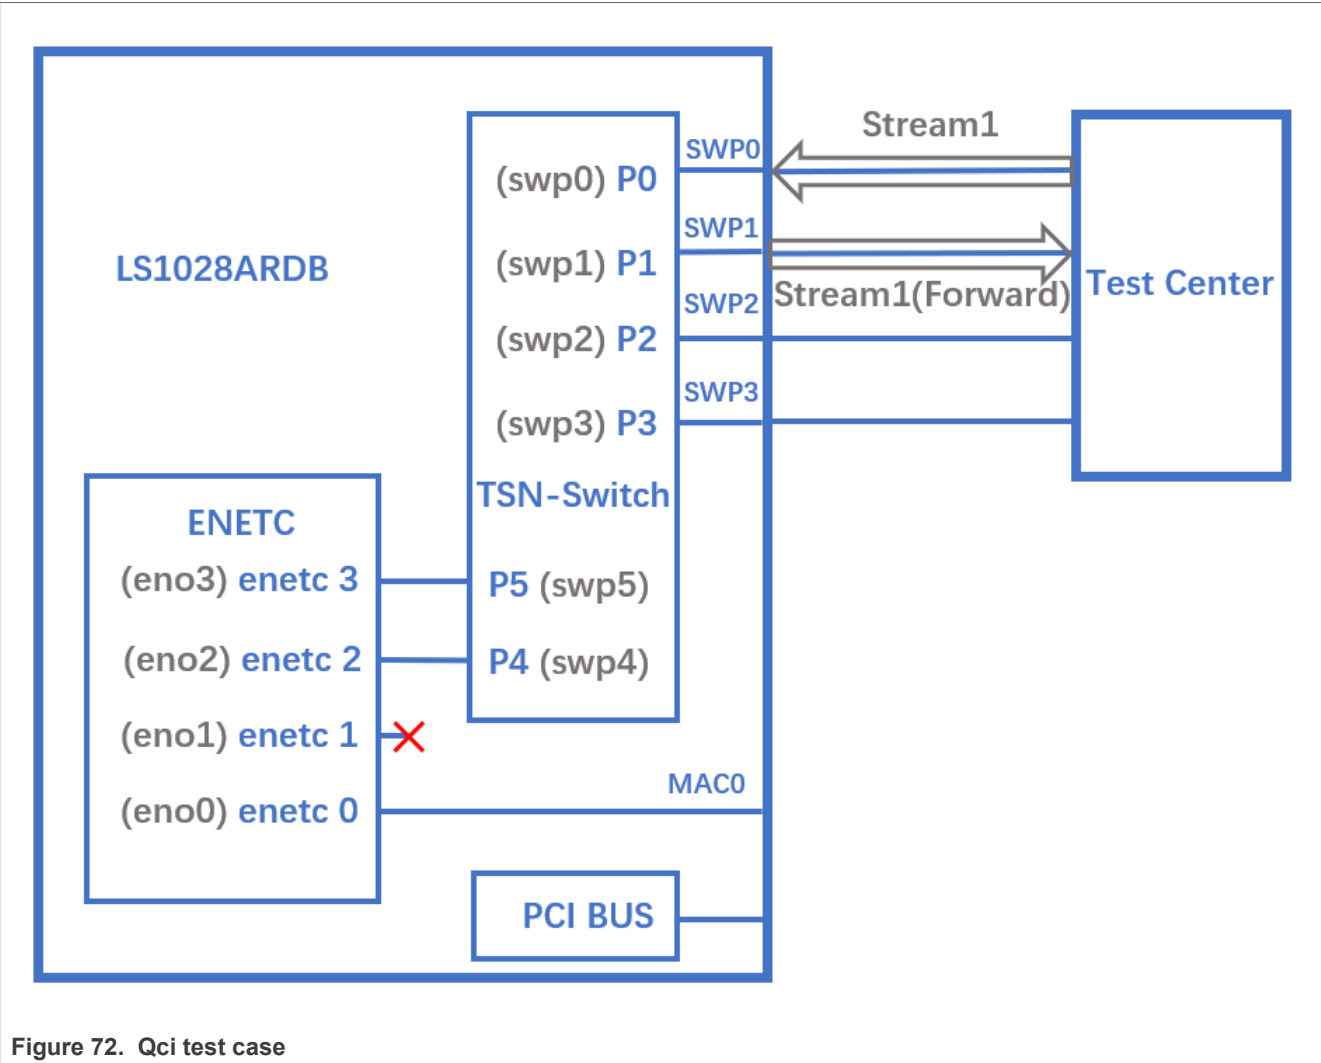 Stream1
SWP0
(swp0) P0
SWP1
(swp1) P1
LS1028ARDB
Test Center
Stream1(Forward)
SWP2
(swp2) P2
SWP3
(swp3) P3
TSN-Switch
ENETC
(eno3) enetc 3
P5 (swp5)
(eno2) enetc 2
P4 (swp4)
(eno1) enetc 1
MAC0
(eno0) enetc 0
PCI BUS
Figure 72. Qci test case